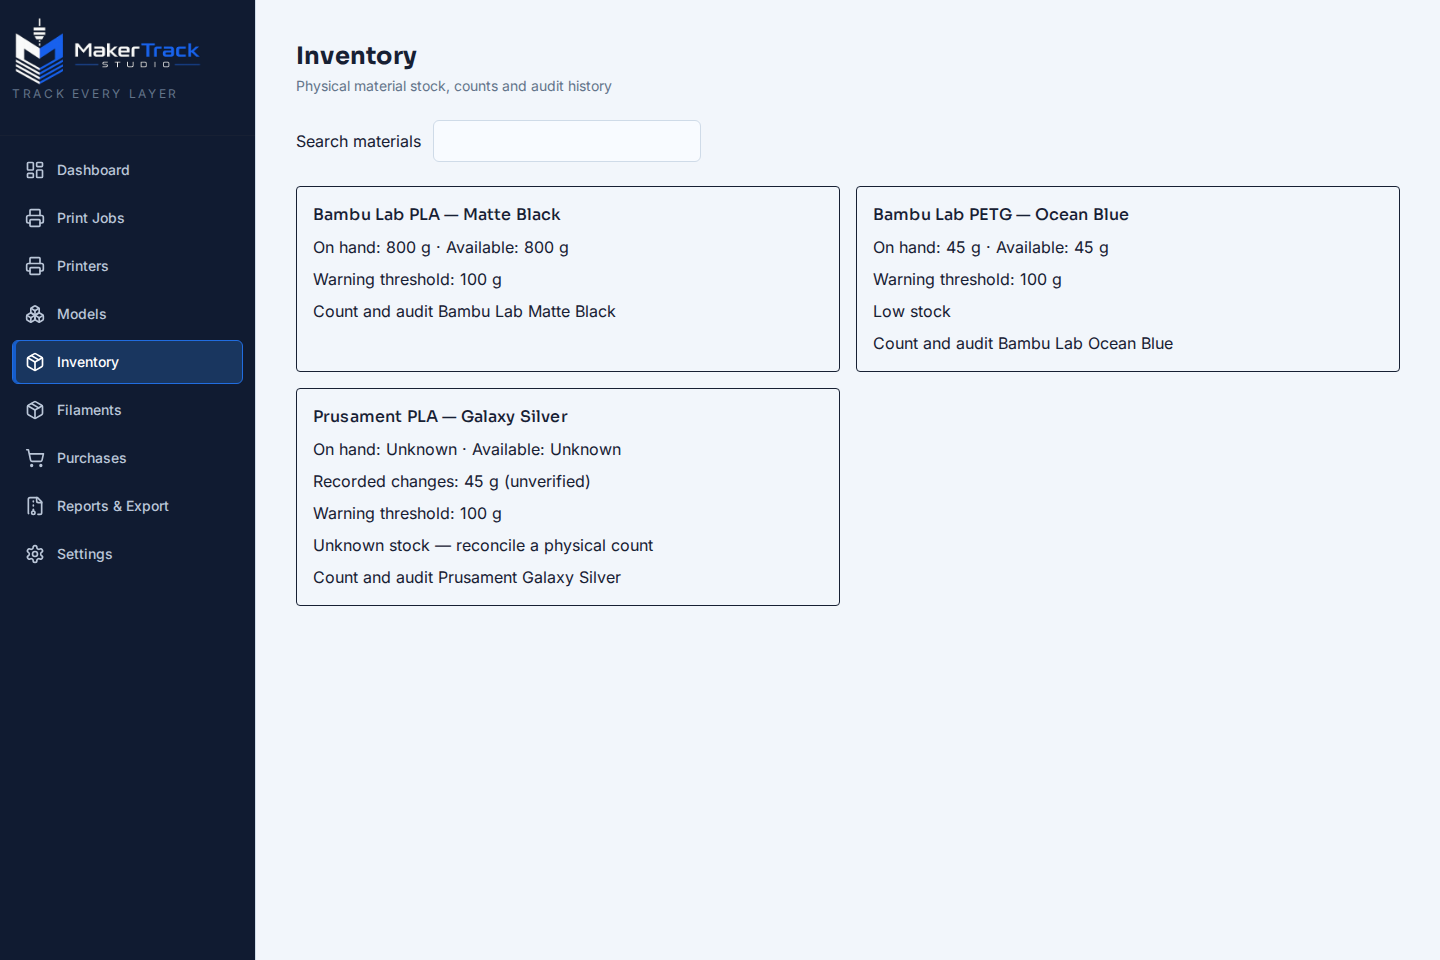 MakerTrack
STUDIO
TRACK EVERY LAYER
Dashboard
Print Jobs
Printers
Models
Inventory
Filaments
Purchases
Reports & Export
Settings
Inventory
Physical material stock, counts and audit history
Search materials
Bambu Lab PLA — Matte Black
On hand: 800 g · Available: 800 g
Warning threshold: 100 g
Count and audit Bambu Lab Matte Black
Bambu Lab PETG — Ocean Blue
On hand: 45 g · Available: 45 g
Warning threshold: 100 g
Low stock
Count and audit Bambu Lab Ocean Blue
Prusament PLA — Galaxy Silver
On hand: Unknown · Available: Unknown
Recorded changes: 45 g (unverified)
Warning threshold: 100 g
Unknown stock — reconcile a physical count
Count and audit Prusament Galaxy Silver